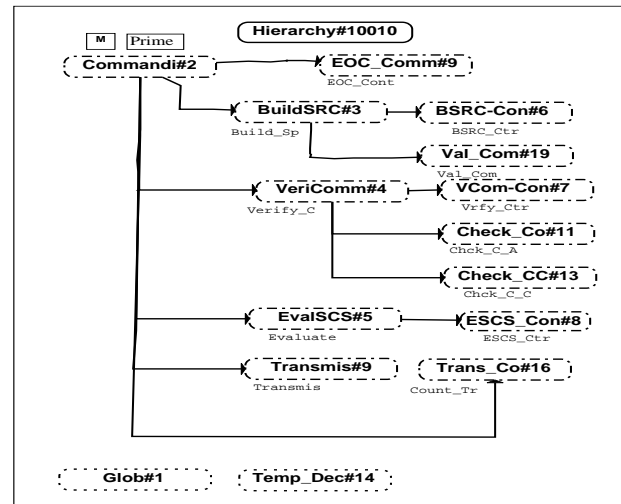 Hierarchy#10010
M Prime
Commandi#2
EOC_Comm#9
EOC_Cont
BuildSRC#3
BSRC-Con#6
Build_Sp
BSRC_Ctr
Val_Com#19
Val_Com
VeriComm#4
VCom-Con#7
Verify_C
Vrfy_Ctr
Check_Co#11
Chck_C_A
Check_CC#13
Chck_C_C
EvalSCS#5
ESCS_Con#8
Evaluate
ESCS_Ctr
Transmis#9
Trans_Co#16
Transmis
Count_Tr
Glob#1
Temp_Dec#14